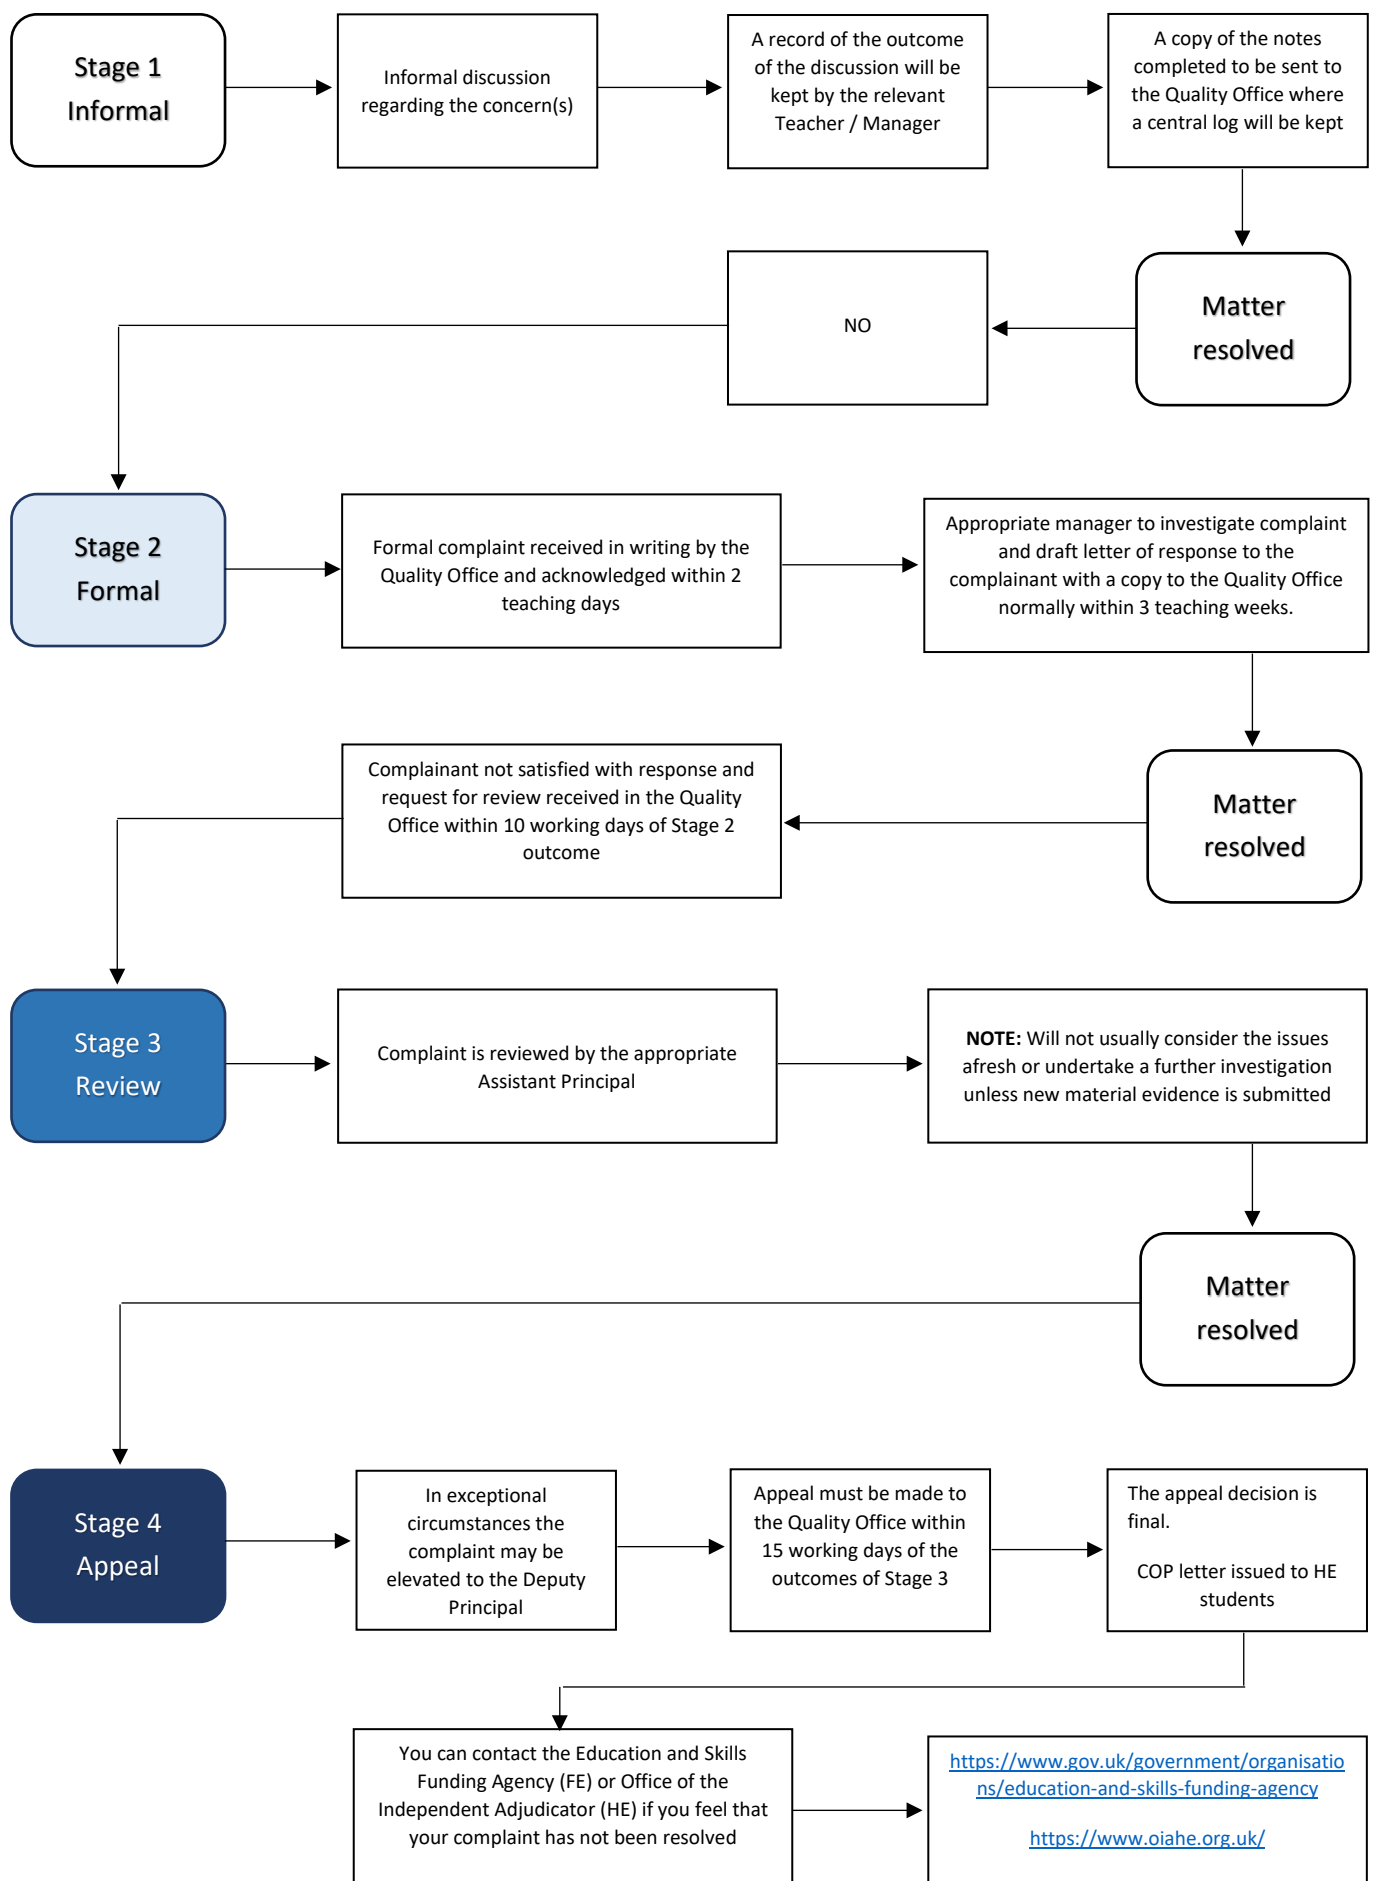 Stage 1
Informal
Informal discussion
regarding the concern(s)
A record of the outcome
of the discussion will be
kept by the relevant
Teacher / Manager
A copy of the notes
completed to be sent to
the Quality Office where
a central log will be kept
Matter
resolved
NO
Stage 2
Formal
Formal complaint received in writing by the
Quality Office and acknowledged within 2
teaching days
Appropriate manager to investigate complaint
and draft letter of response to the
complainant with a copy to the Quality Office
normally within 3 teaching weeks.
Matter
resolved
Complainant not satisfied with response and
request for review received in the Quality
Office within 10 working days of Stage 2
outcome
Stage 3
Review
Complaint is reviewed by the appropriate
Assistant Principal
NOTE: Will not usually consider the issues
afresh or undertake a further investigation
unless new material evidence is submitted
Matter
resolved
Stage 4
Appeal
In exceptional
circumstances the
complaint may be
elevated to the Deputy
Principal
Appeal must be made to
the Quality Office within
15 working days of the
outcomes of Stage 3
The appeal decision is
final.
COP letter issued to HE
students
You can contact the Education and Skills
Funding Agency (FE) or Office of the
Independent Adjudicator (HE) if you feel that
your complaint has not been resolved
https://www.gov.uk/government/organisatio
ns/education-and-skills-funding-agency
https://www.oiahe.org.uk/